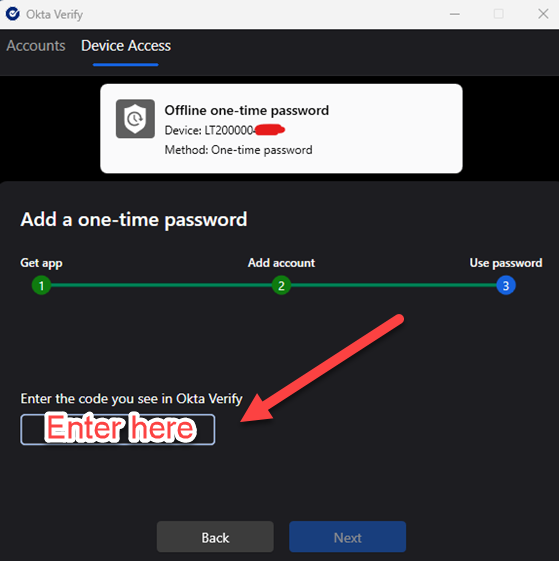 Okta Verify
Accounts Device Access
Offline one-time password
Device: LT200000
Method: One-time password
Add a one-time password
Get app Add account Use password
1 2 3
Enter the code you see in Okta Verify
Enter here
Back Next